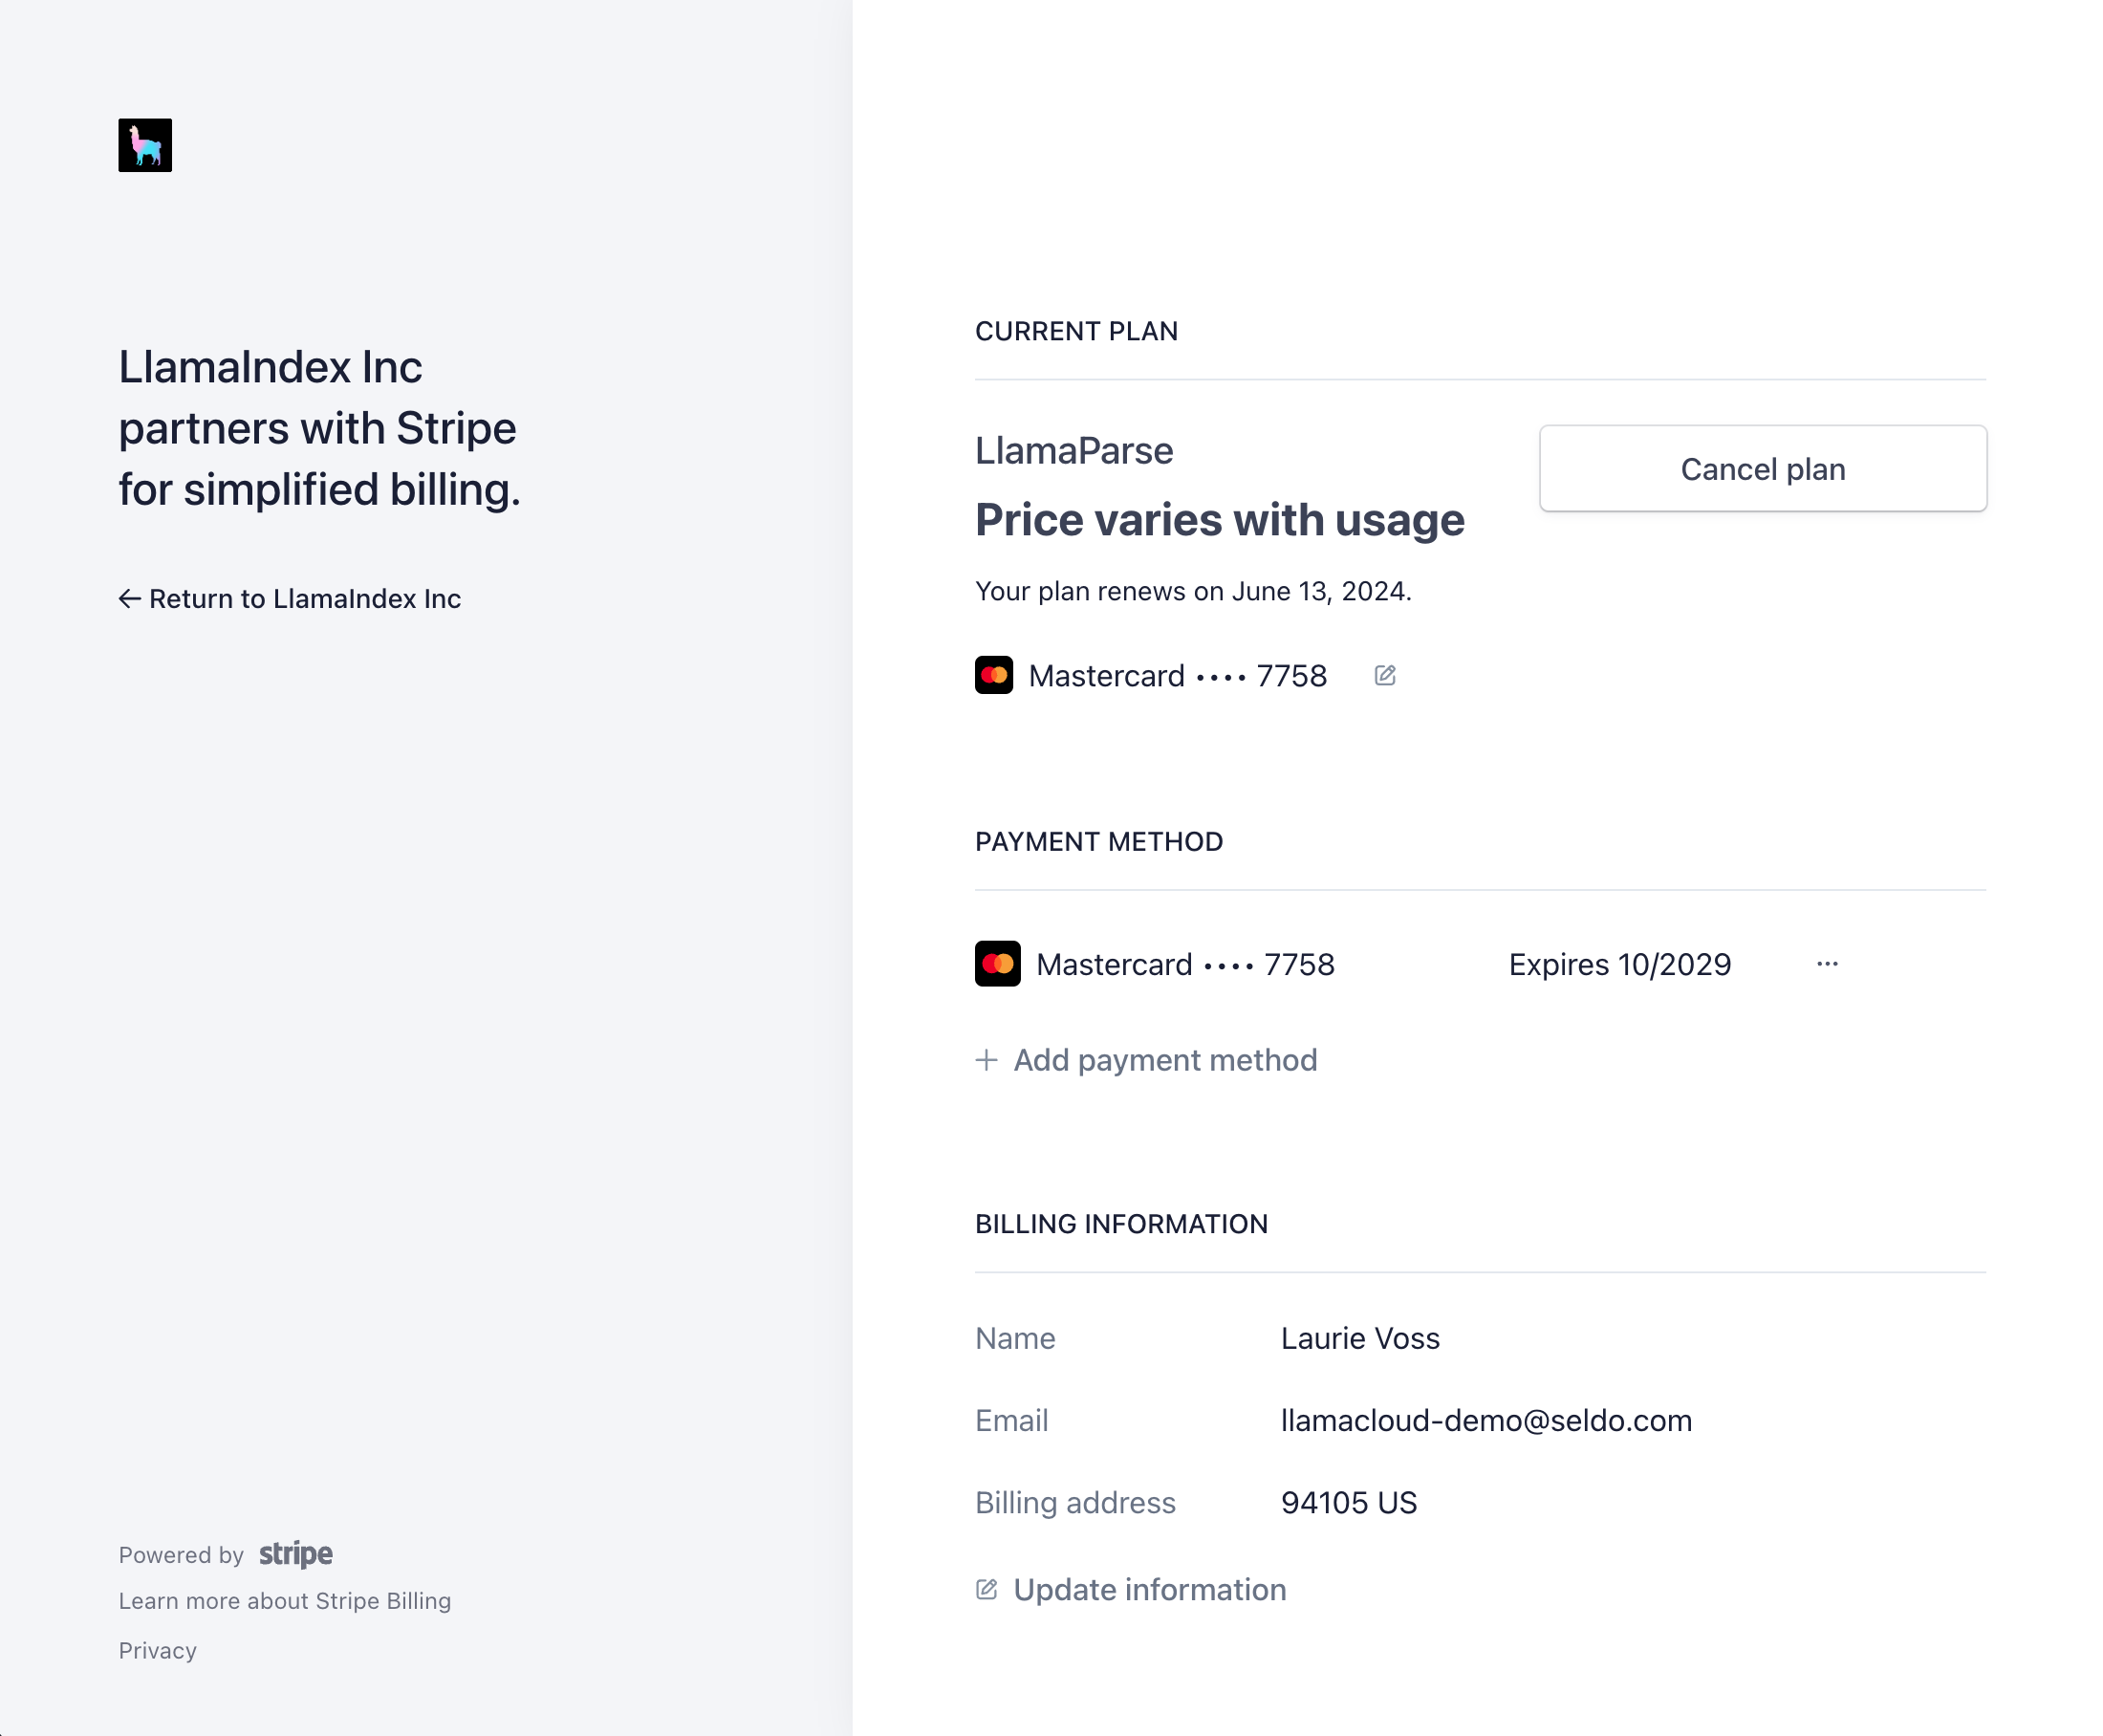 LlamaIndex Inc
partners with Stripe
for simplified billing.
← Return to LlamaIndex Inc
Powered by stripe
Learn more about Stripe Billing
Privacy
CURRENT PLAN
LlamaParse
Cancel plan
Price varies with usage
Your plan renews on June 13, 2024.
Mastercard •••• 7758
PAYMENT METHOD
Mastercard •••• 7758 Expires 10/2029 ···
+ Add payment method
BILLING INFORMATION
Name Laurie Voss
Email llamacloud-demo@seldo.com
Billing address 94105 US
Update information